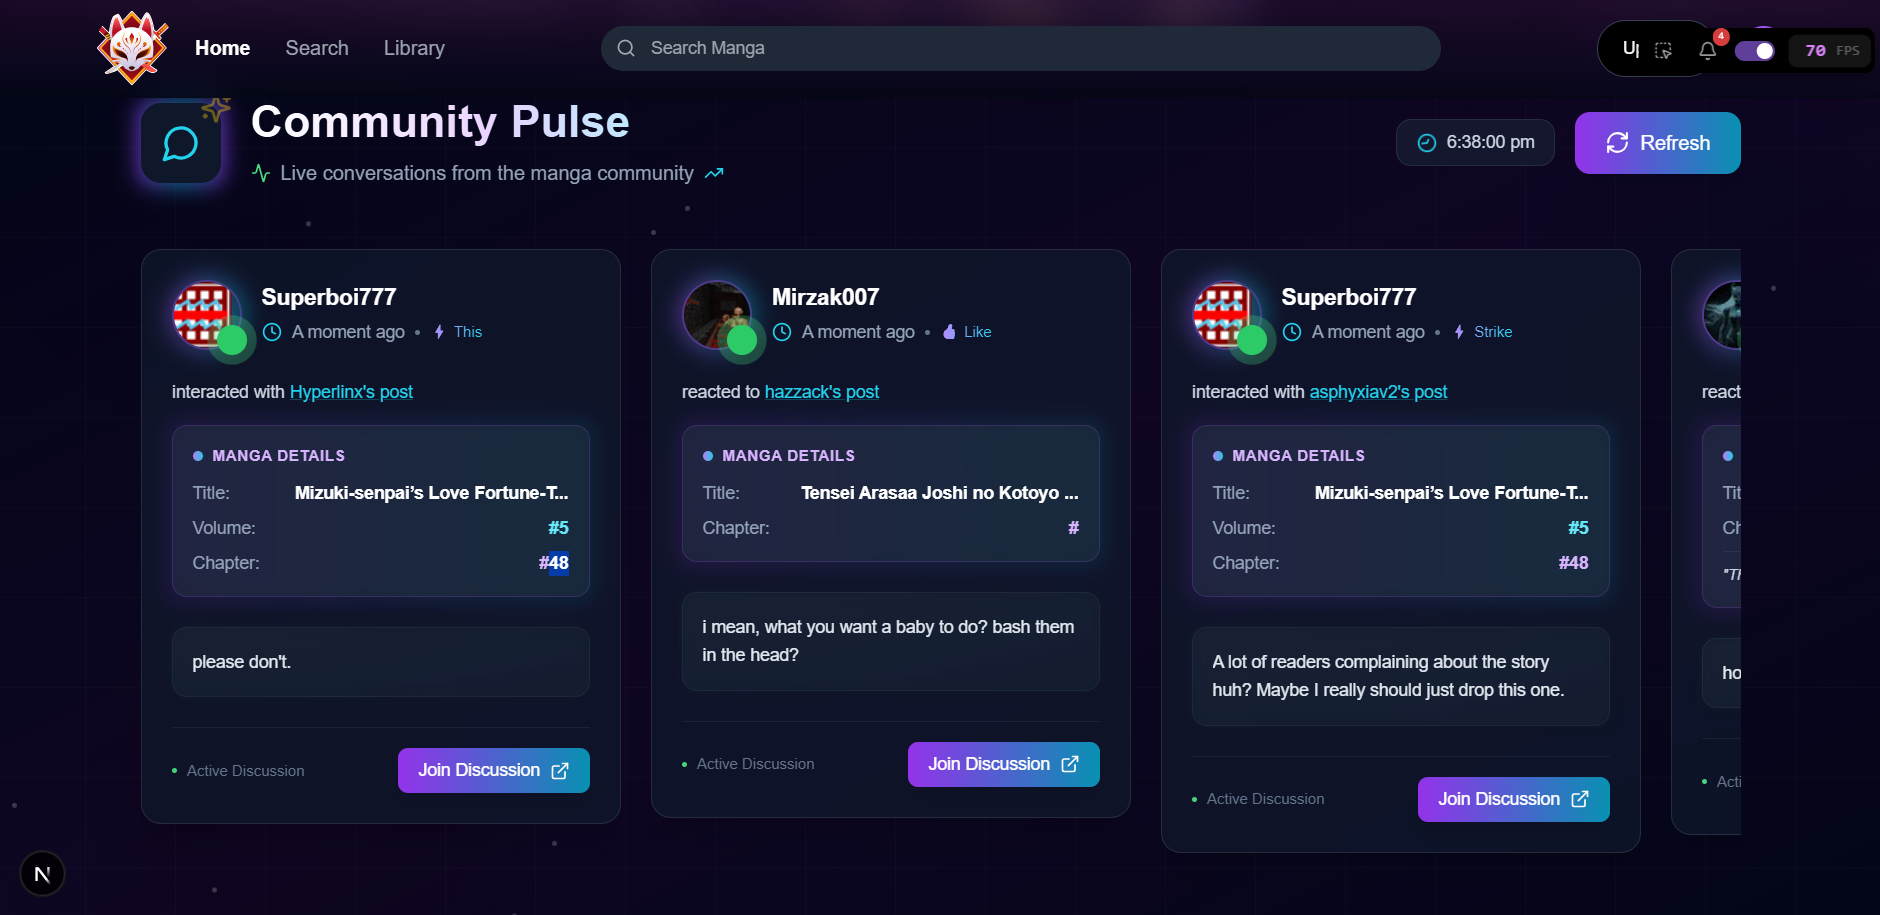 Home
Search
Library
Search Manga
4
70 FPS
Community Pulse
Live conversations from the manga community
6:38:00 pm
Refresh
Superboi777
A moment ago • This
interacted with Hyperlinx's post
MANGA DETAILS
Title: Mizuki-senpai’s Love Fortune-T...
Volume: #5
Chapter: #48
please don't.
Active Discussion
Join Discussion
Mirzak007
A moment ago • Like
reacted to hazzack's post
MANGA DETAILS
Title: Tensei Arasaa Joshi no Kotoyo ...
Chapter: #
i mean, what you want a baby to do? bash them
in the head?
Active Discussion
Join Discussion
Superboi777
A moment ago • Strike
interacted with asphyxiav2's post
MANGA DETAILS
Title: Mizuki-senpai’s Love Fortune-T...
Volume: #5
Chapter: #48
A lot of readers complaining about the story
huh? Maybe I really should just drop this one.
Active Discussion
Join Discussion
N